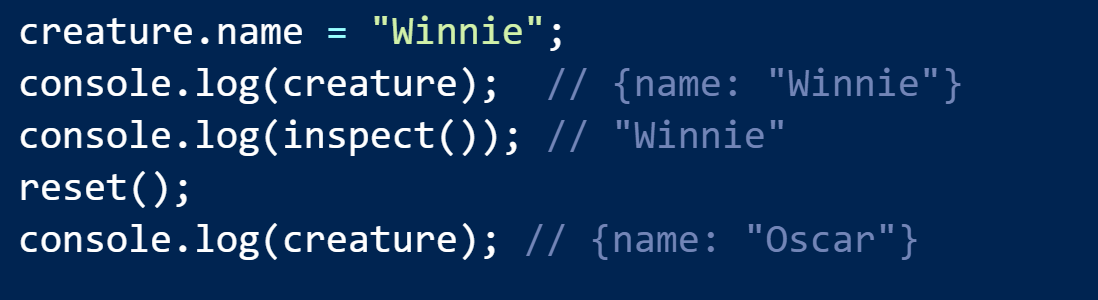 creature.name = "Winnie";
console.log(creature);  // {name: "Winnie"}
console.log(inspect()); // "Winnie"
reset();
console.log(creature); // {name: "Oscar"}